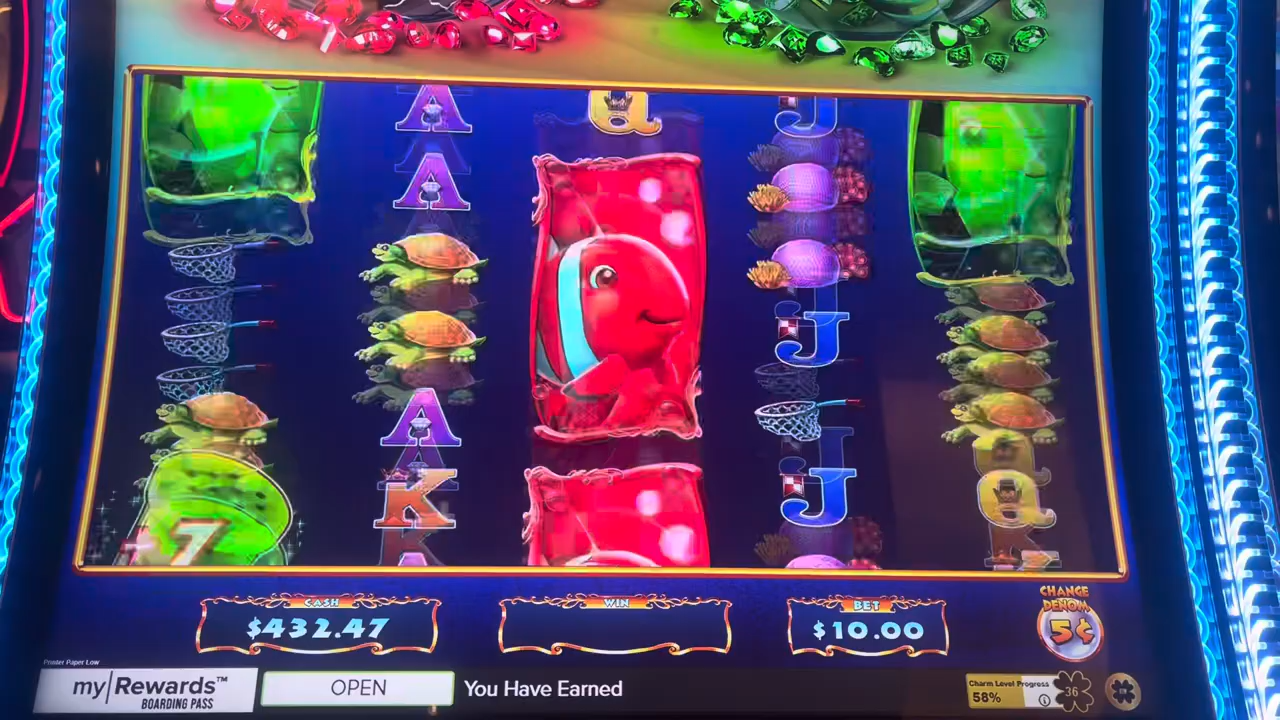 A
Q
J
A
J
A
K
J
Q
K
7
CASH
$432.47
WIN
BET
$10.00
CHANGE
DENOM
5¢
Printer Paper Low
my|Rewards™
BOARDING PASS
OPEN
You Have Earned
Charm Level Progress
58%
36